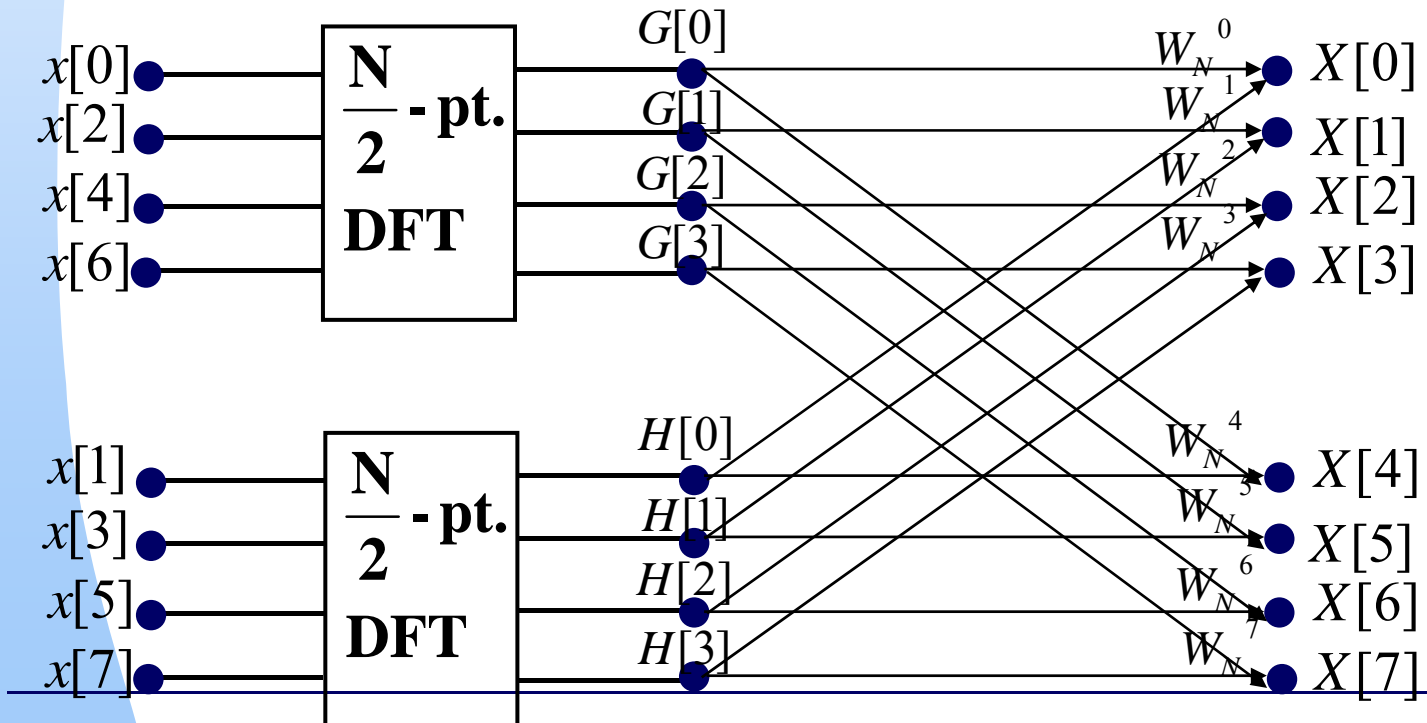 x[0]
x[2]
x[4]
x[6]
N
2
- pt.
DFT
G[0]
G[1]
G[2]
G[3]
W_N^0
W_N^1
W_N^2
W_N^3
X[0]
X[1]
X[2]
X[3]
x[1]
x[3]
x[5]
x[7]
N
2
- pt.
DFT
H[0]
H[1]
H[2]
H[3]
W_N^4
W_N^5
W_N^6
W_N^7
X[4]
X[5]
X[6]
X[7]